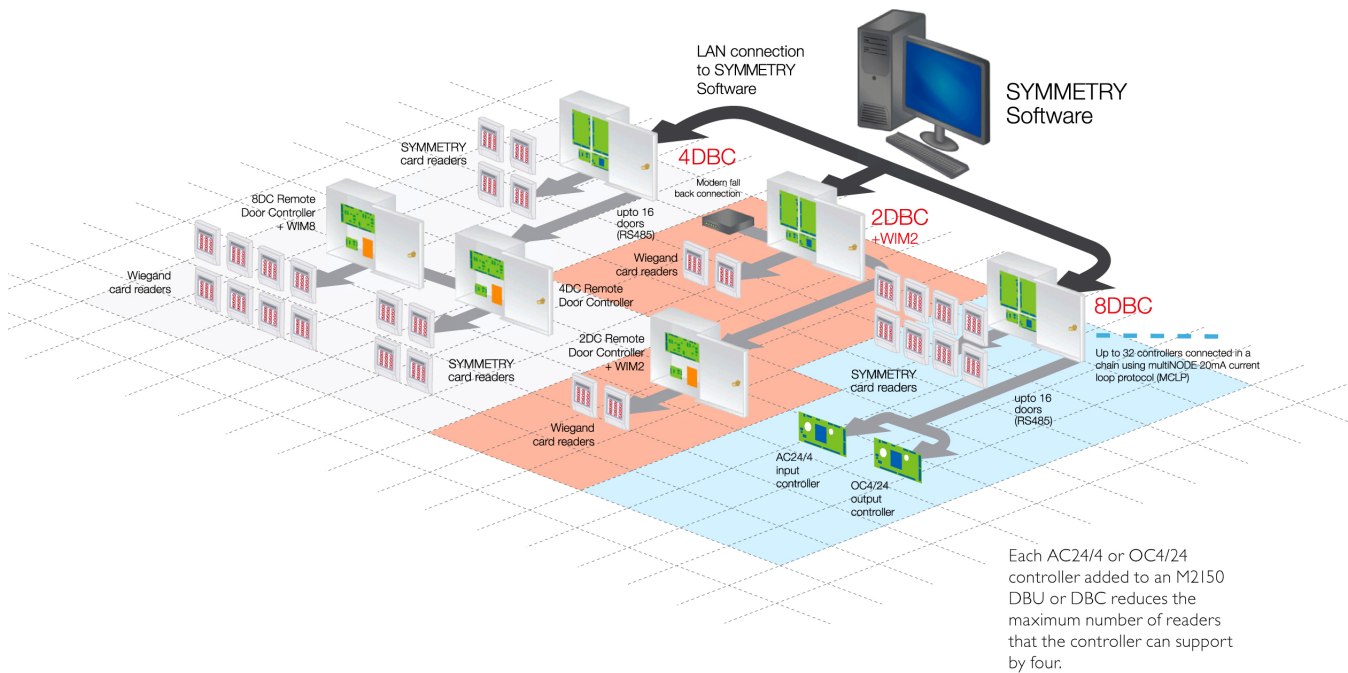 LAN connection
to SYMMETRY
Software
SYMMETRY
Software
SYMMETRY
card readers
4DBC
Modern fall
back connection
8DC Remote
Door Controller
+ WIM8
upto 16
doors
(RS485)
2DBC
+WIM2
Wiegand
card readers
Wiegand
card readers
4DC Remote
Door Controller
8DBC
2DC Remote
Door Controller
+ WIM2
Up to 32 controllers connected in a
chain using multiNODE 20mA current
loop protocol (MCLP)
SYMMETRY
card readers
SYMMETRY
card readers
upto 16
doors
(RS485)
Wiegand
card readers
AC24/4
input
controller
OC4/24
output
controller
Each AC24/4 or OC4/24
controller added to an M2150
DBU or DBC reduces the
maximum number of readers
that the controller can support
by four.